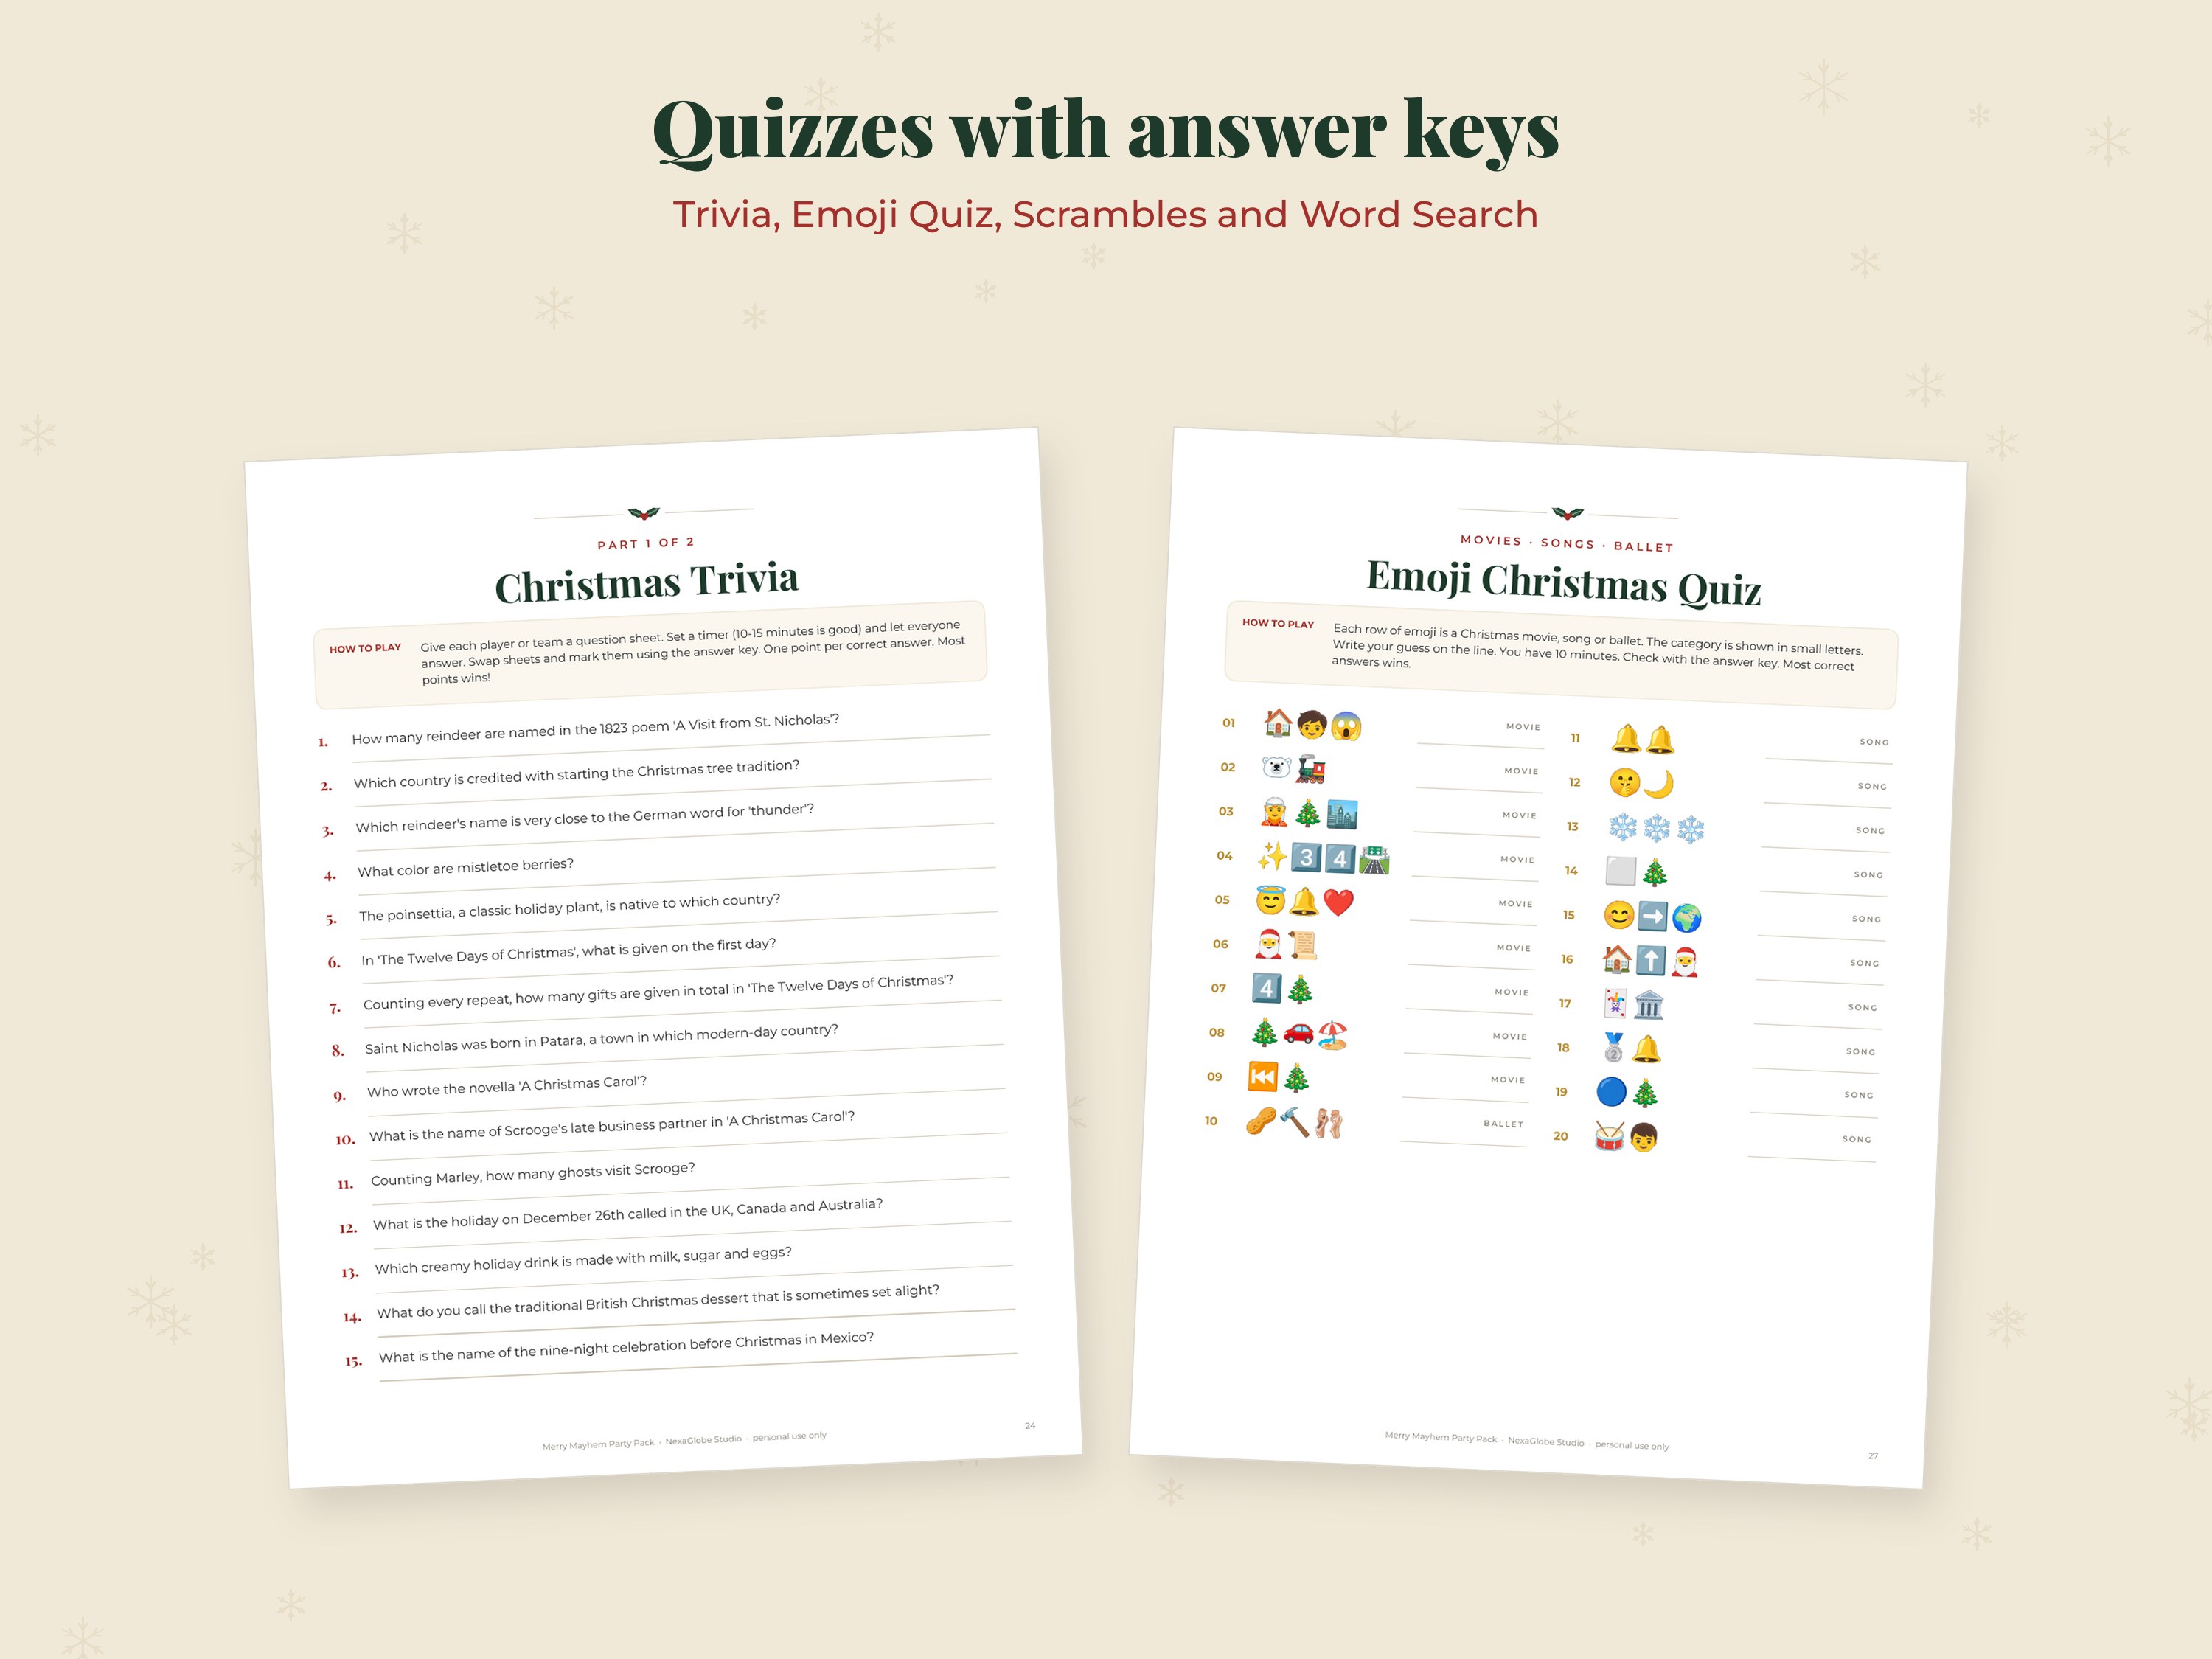 Quizzes with answer keys
Trivia, Emoji Quiz, Scrambles and Word Search
PART 1 OF 2
Christmas Trivia
HOW TO PLAY
Give each player or team a question sheet. Set a timer (10-15 minutes is good) and let everyone
answer. Swap sheets and mark them using the answer key. One point per correct answer. Most
points wins!
1. How many reindeer are named in the 1823 poem 'A Visit from St. Nicholas'?
2. Which country is credited with starting the Christmas tree tradition?
3. Which reindeer's name is very close to the German word for 'thunder'?
4. What color are mistletoe berries?
5. The poinsettia, a classic holiday plant, is native to which country?
6. In 'The Twelve Days of Christmas', what is given on the first day?
7. Counting every repeat, how many gifts are given in total in 'The Twelve Days of Christmas'?
8. Saint Nicholas was born in Patara, a town in which modern-day country?
9. Who wrote the novella 'A Christmas Carol'?
10. What is the name of Scrooge's late business partner in 'A Christmas Carol'?
11. Counting Marley, how many ghosts visit Scrooge?
12. What is the holiday on December 26th called in the UK, Canada and Australia?
13. Which creamy holiday drink is made with milk, sugar and eggs?
14. What do you call the traditional British Christmas dessert that is sometimes set alight?
15. What is the name of the nine-night celebration before Christmas in Mexico?
Merry Mayhem Party Pack · NexaGlobe Studio · personal use only
24
MOVIES · SONGS · BALLET
Emoji Christmas Quiz
HOW TO PLAY
Each row of emoji is a Christmas movie, song or ballet. The category is shown in small letters.
Write your guess on the line. You have 10 minutes. Check with the answer key. Most correct
answers wins.
01 🏠🧒😱 MOVIE
02 🐻‍❄️🚂 MOVIE
03 🧝🎄🏙️ MOVIE
04 ✨3️⃣4️⃣🛣️ MOVIE
05 😇🔔❤️ MOVIE
06 🎅📜 MOVIE
07 4️⃣🎄 MOVIE
08 🎄🚗🏖️ MOVIE
09 ⏮️🎄 MOVIE
10 🥜🔨🩰 BALLET
11 🔔🔔 SONG
12 🤫🌙 SONG
13 ❄️❄️❄️ SONG
14 ⬜🎄 SONG
15 😊➡️🌍 SONG
16 🏠⬆️🎅 SONG
17 🃏🏛️ SONG
18 🥈🔔 SONG
19 🔵🎄 SONG
20 🥁👦 SONG
Merry Mayhem Party Pack · NexaGlobe Studio · personal use only
27